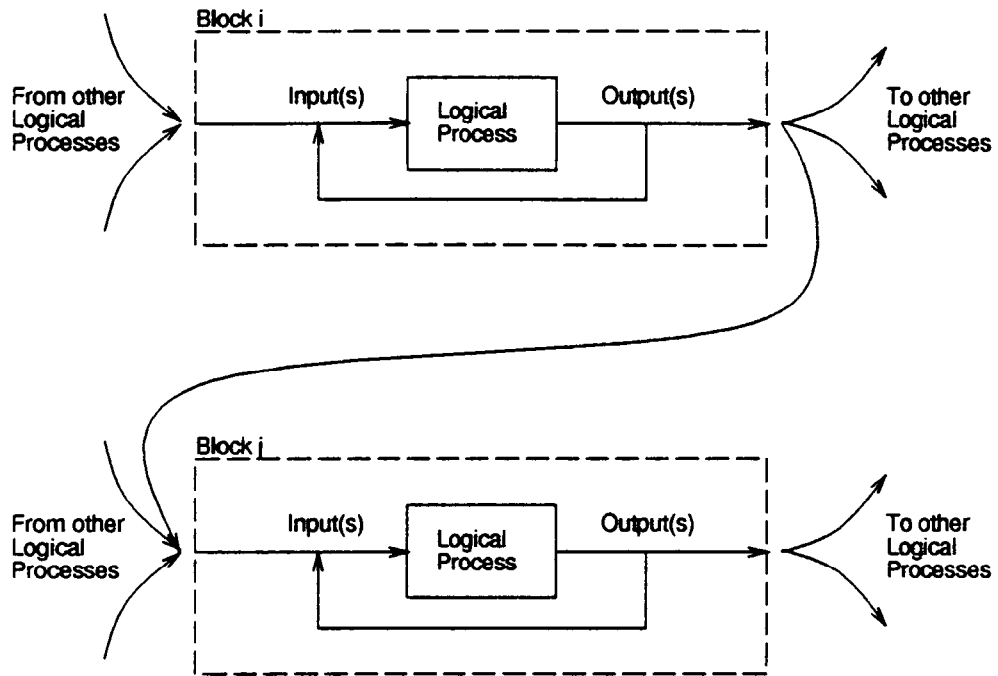 Block i
From other
Logical
Processes
Input(s)
Logical
Process
Output(s)
To other
Logical
Processes
Block j
From other
Logical
Processes
Input(s)
Logical
Process
Output(s)
To other
Logical
Processes